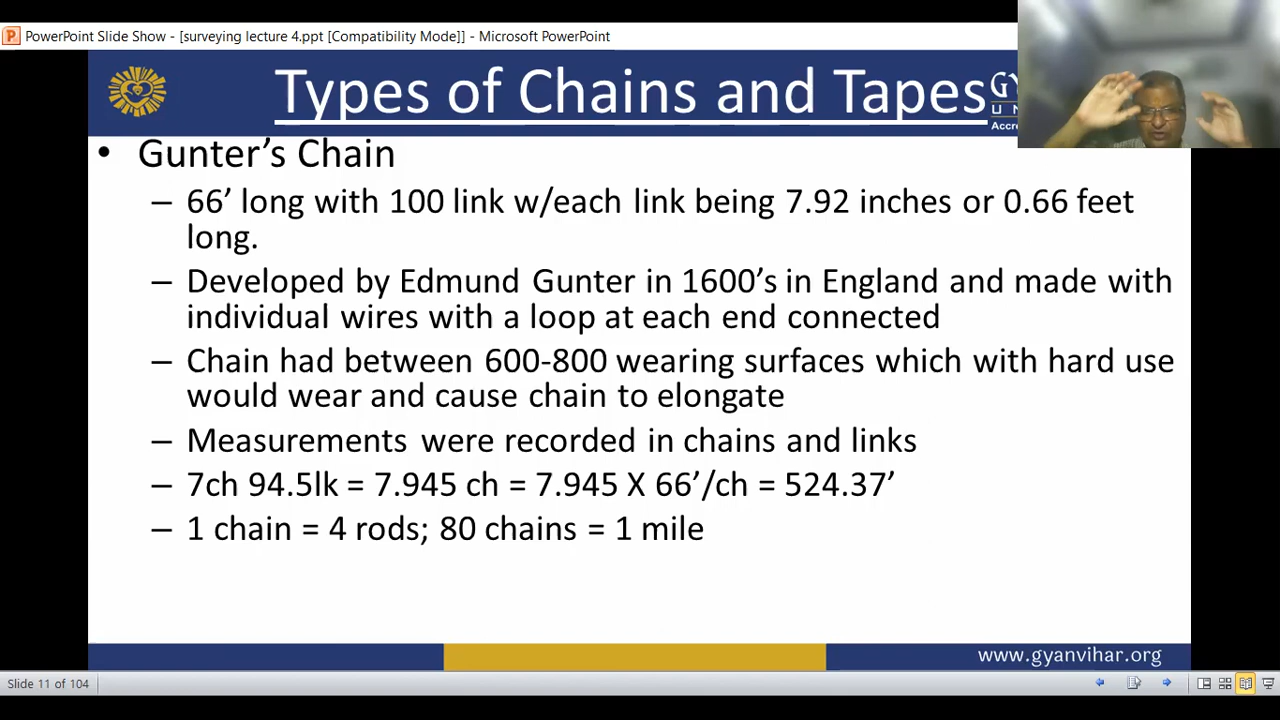 PowerPoint Slide Show - [surveying lecture 4.ppt [Compatibility Mode]] - Microsoft PowerPoint
Types of Chains and Tapes
• Gunter’s Chain
– 66’ long with 100 link w/each link being 7.92 inches or 0.66 feet
long.
– Developed by Edmund Gunter in 1600’s in England and made with
individual wires with a loop at each end connected
– Chain had between 600-800 wearing surfaces which with hard use
would wear and cause chain to elongate
– Measurements were recorded in chains and links
– 7ch 94.5lk = 7.945 ch = 7.945 X 66’/ch = 524.37’
– 1 chain = 4 rods; 80 chains = 1 mile
www.gyanvihar.org
Slide 11 of 104